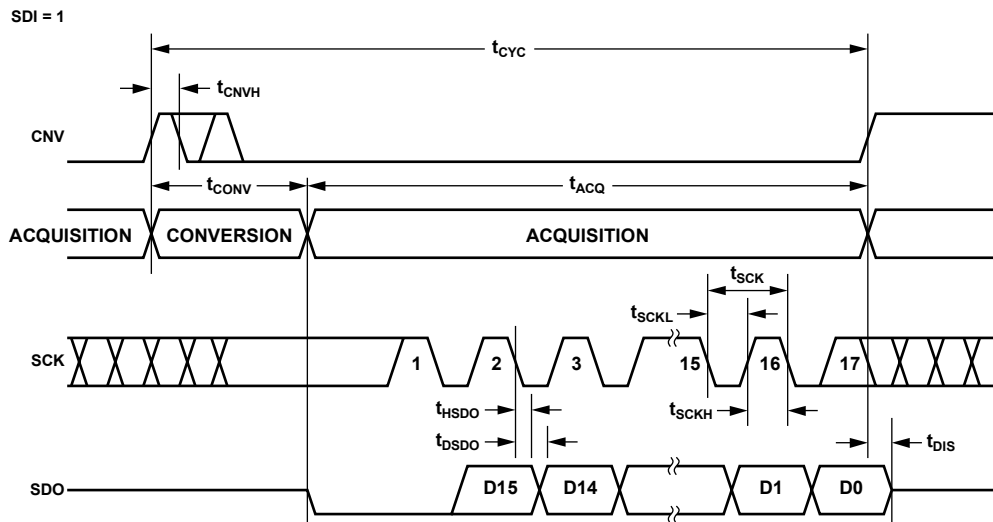 SDI = 1
tCYC
tCNVH
CNV
tCONV
tACQ
ACQUISITION
CONVERSION
ACQUISITION
tSCK
tSCKL
SCK
1
2
3
15
16
17
tHSDO
tSCKH
tDSDO
tDIS
SDO
D15
D14
D1
D0